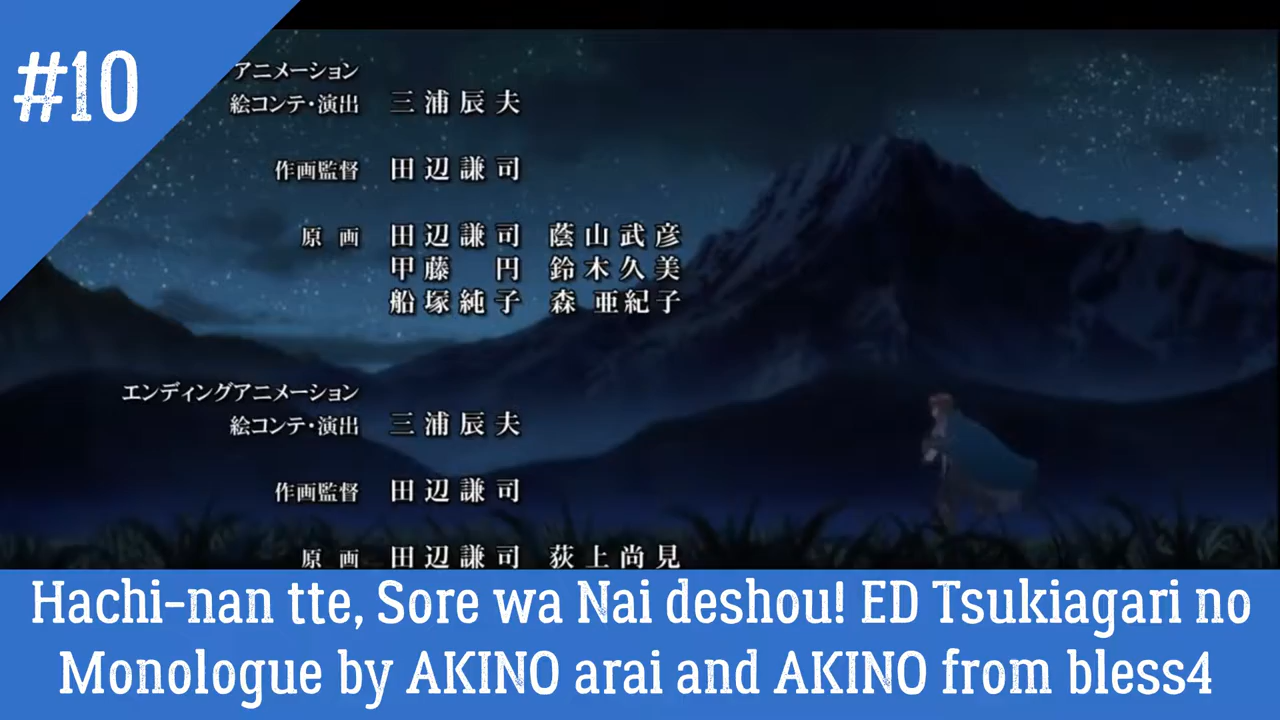 #10
アニメーション
絵コンテ・演出 三浦辰夫
作画監督 田辺謙司
原画 田辺謙司 蔭山武彦
甲藤 円 鈴木久美
船塚純子 森 亜紀子
エンディングアニメーション
絵コンテ・演出 三浦辰夫
作画監督 田辺謙司
原画 田辺謙司 荻上尚見
Hachi-nan tte, Sore wa Nai deshou! ED Tsukiagari no
Monologue by AKINO arai and AKINO from bless4